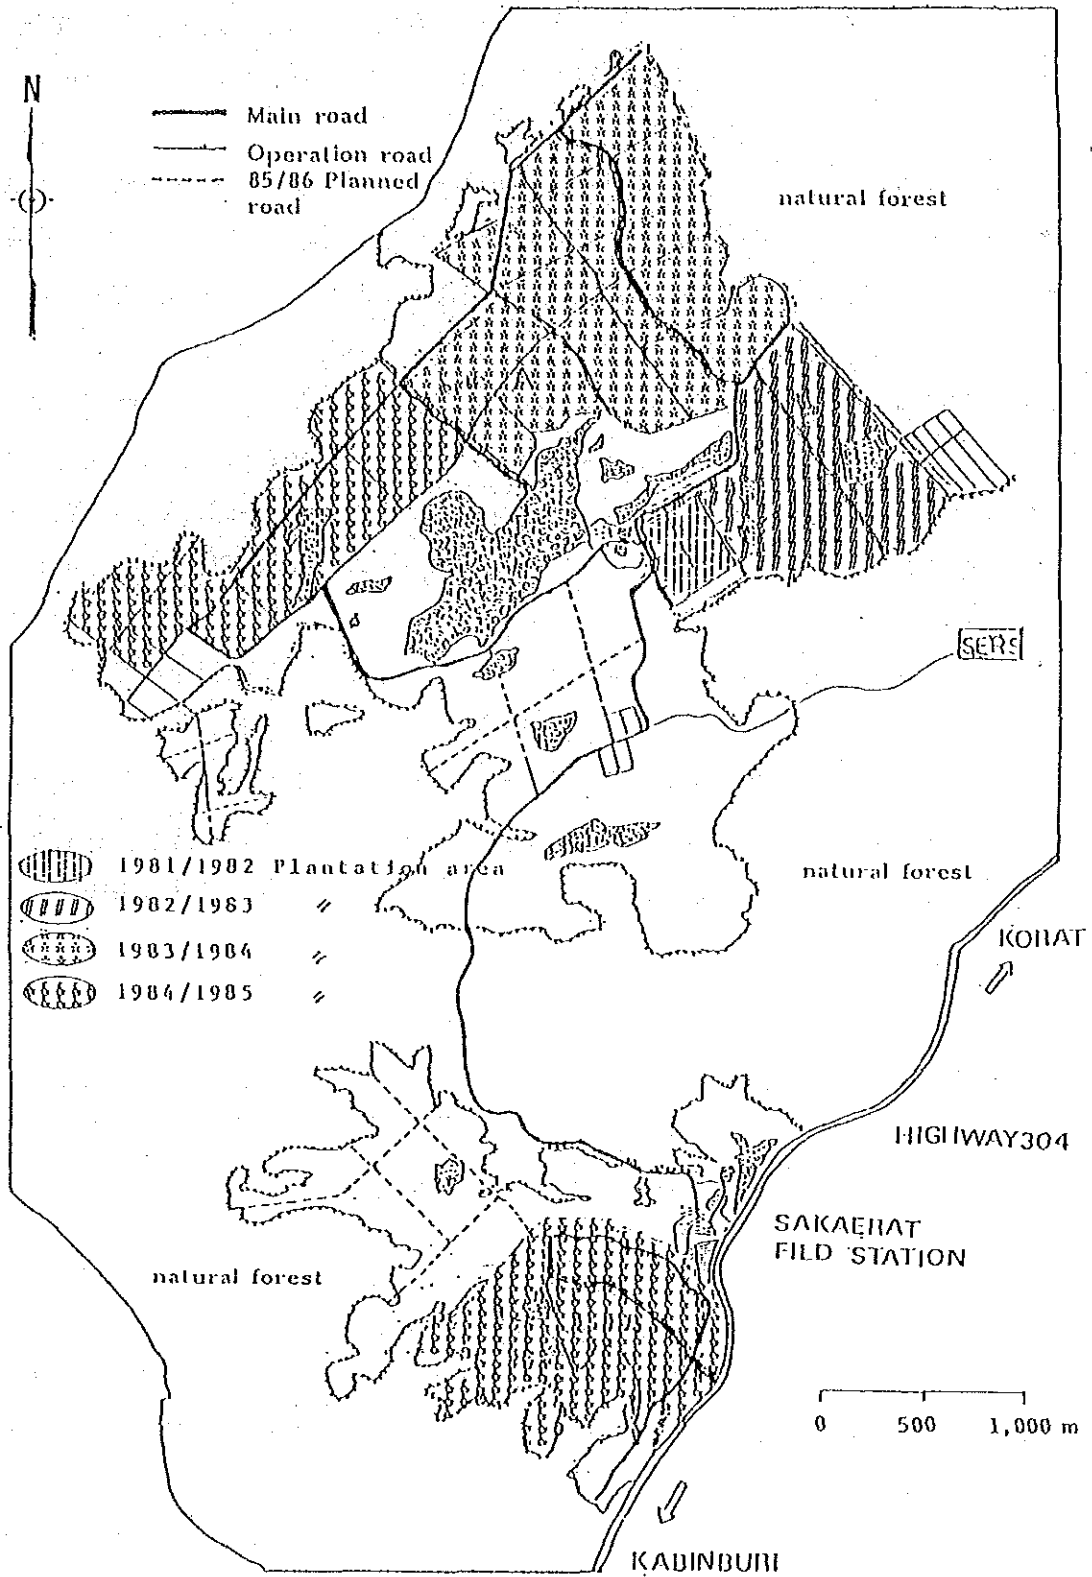 N
Main road
Operation road
85/86 Planned
road
natural forest
SERS
1981/1982 Plantation area
1982/1983 〃
1983/1984 〃
1984/1985 〃
natural forest
KORAT
HIGHWAY304
SAKAERAT
FILD STATION
natural forest
0 500 1,000 m
KABINBURI